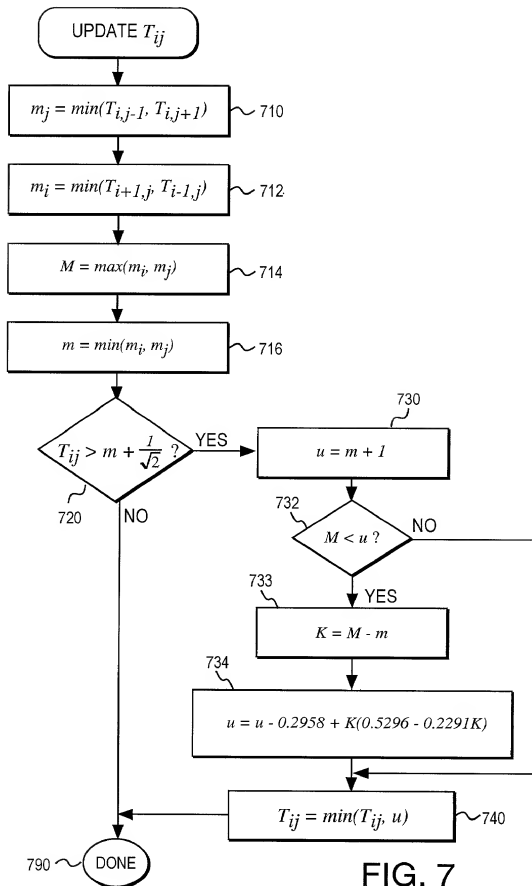 UPDATE T_ij
m_j = min(T_i,j-1, T_i,j+1)
710
m_i = min(T_i+1,j, T_i-1,j)
712
M = max(m_i, m_j)
714
m = min(m_i, m_j)
716
T_ij > m + 1/√2 ?
YES
720
NO
730
u = m + 1
732
M < u ?
NO
YES
733
K = M - m
734
u = u - 0.2958 + K(0.5296 - 0.2291K)
T_ij = min(T_ij, u)
740
790
DONE
FIG. 7